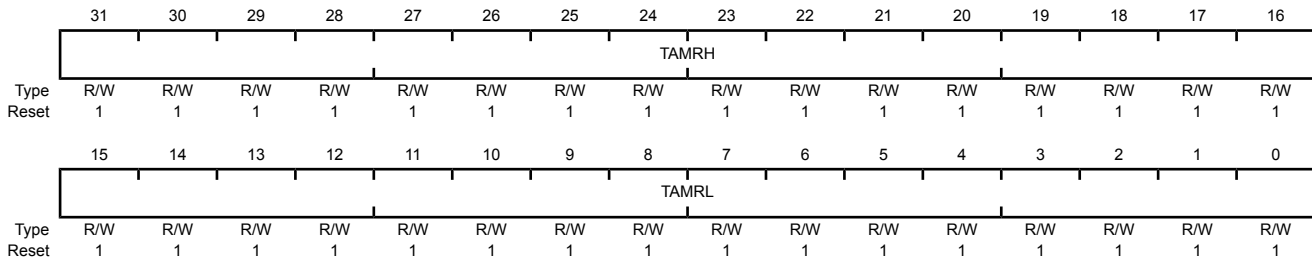 31 30 29 28 27 26 25 24 23 22 21 20 19 18 17 16
TAMRH
Type R/W R/W R/W R/W R/W R/W R/W R/W R/W R/W R/W R/W R/W R/W R/W R/W
Reset 1 1 1 1 1 1 1 1 1 1 1 1 1 1 1 1
15 14 13 12 11 10 9 8 7 6 5 4 3 2 1 0
TAMRL
Type R/W R/W R/W R/W R/W R/W R/W R/W R/W R/W R/W R/W R/W R/W R/W R/W
Reset 1 1 1 1 1 1 1 1 1 1 1 1 1 1 1 1